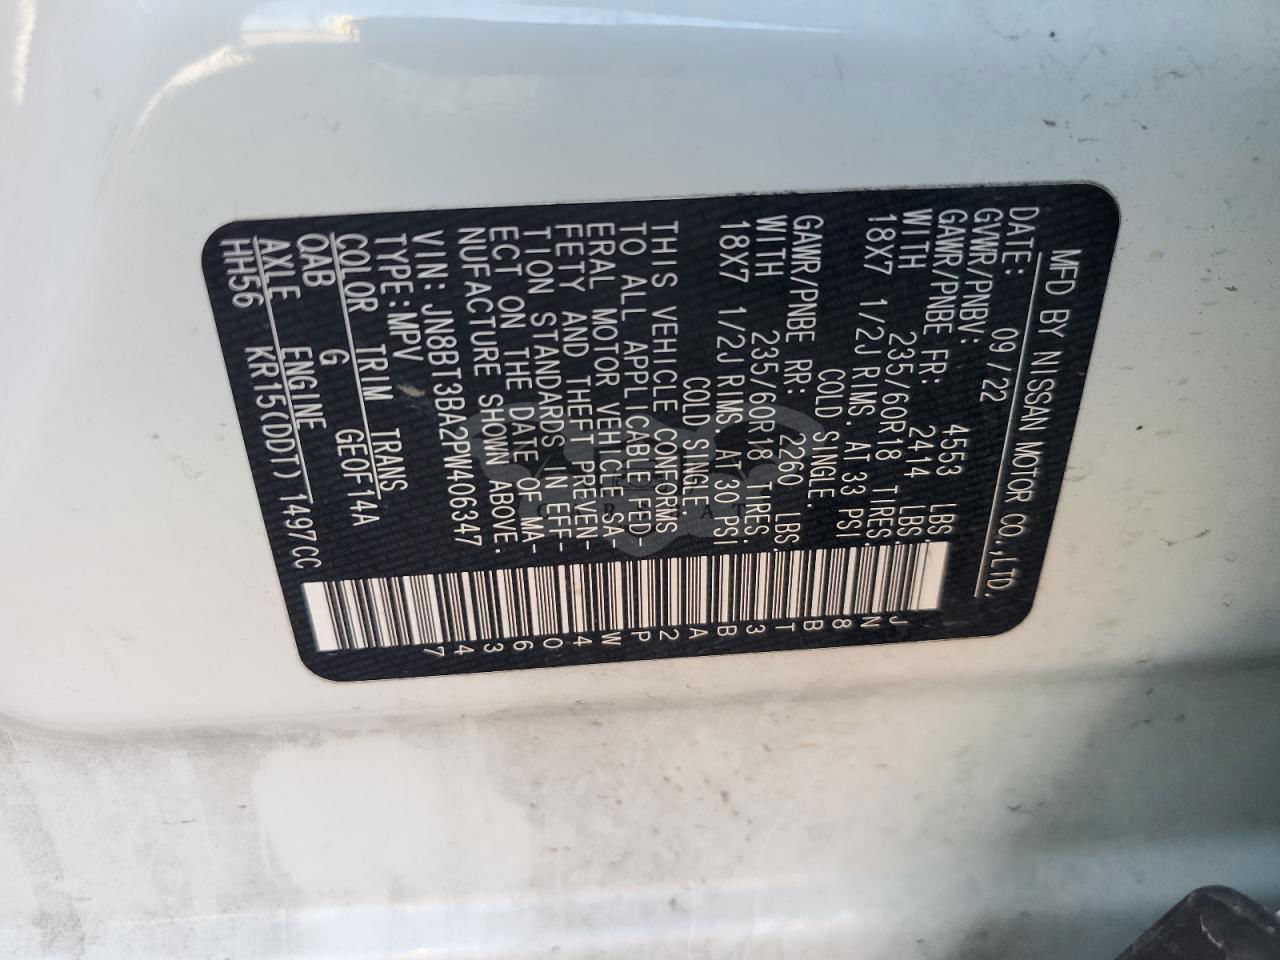 MFD BY NISSAN MOTOR CO.,LTD.
DATE: 09/22
GVWR/PNBV: 4553 LBS.
GAWR/PNBE FR: 2414 LBS.
WITH 235/60R18 TIRES.
18X7 1/2J RIMS. AT 33 PSI
COLD SINGLE.
GAWR/PNBE RR: 2260 LBS.
WITH 235/60R18 TIRES.
18X7 1/2J RIMS. AT 30 PSI
COLD SINGLE
THIS VEHICLE CONFORMS
TO ALL APPLICABLE FED-
ERAL MOTOR VEHICLE SA-
FETY AND THEFT PREVEN-
TION STANDARDS IN EFF-
ECT ON THE DATE OF MA-
NUFACTURE SHOWN ABOVE.
VIN: JN8BT3BA2PW406347
TYPE:MPV
COLOR TRIM TRANS
QAB G GE0F14A
AXLE ENGINE
HH56 KR15(DDT) 1497CC
JN8BT3BA2PW406347